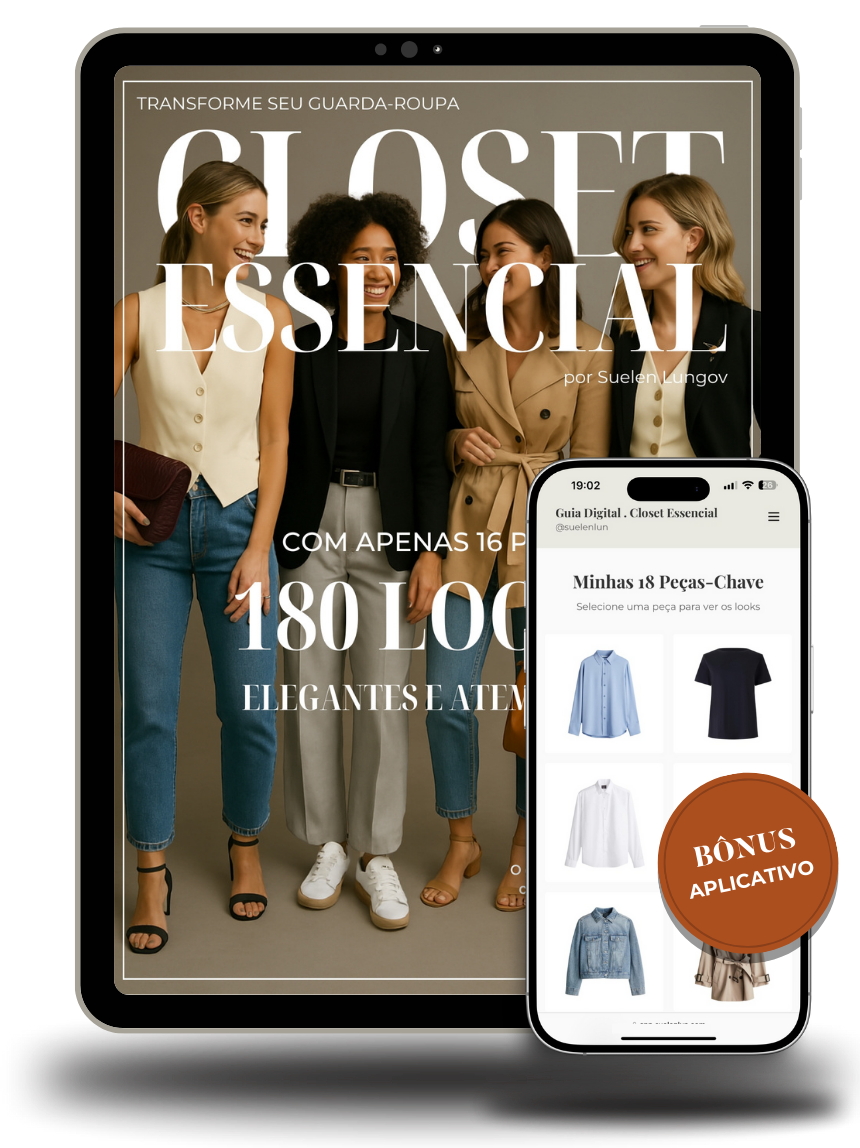 TRANSFORME SEU GUARDA-ROUPA
CLOSET
ESSENCIAL
por Suelen Lungov
COM APENAS 16 P
180 LOO
ELEGANTES E ATEM
O
19:02
26
Guia Digital . Closet Essencial
@suelenlun
Minhas 18 Peças-Chave
Selecione uma peça para ver os looks
BÔNUS
APLICATIVO